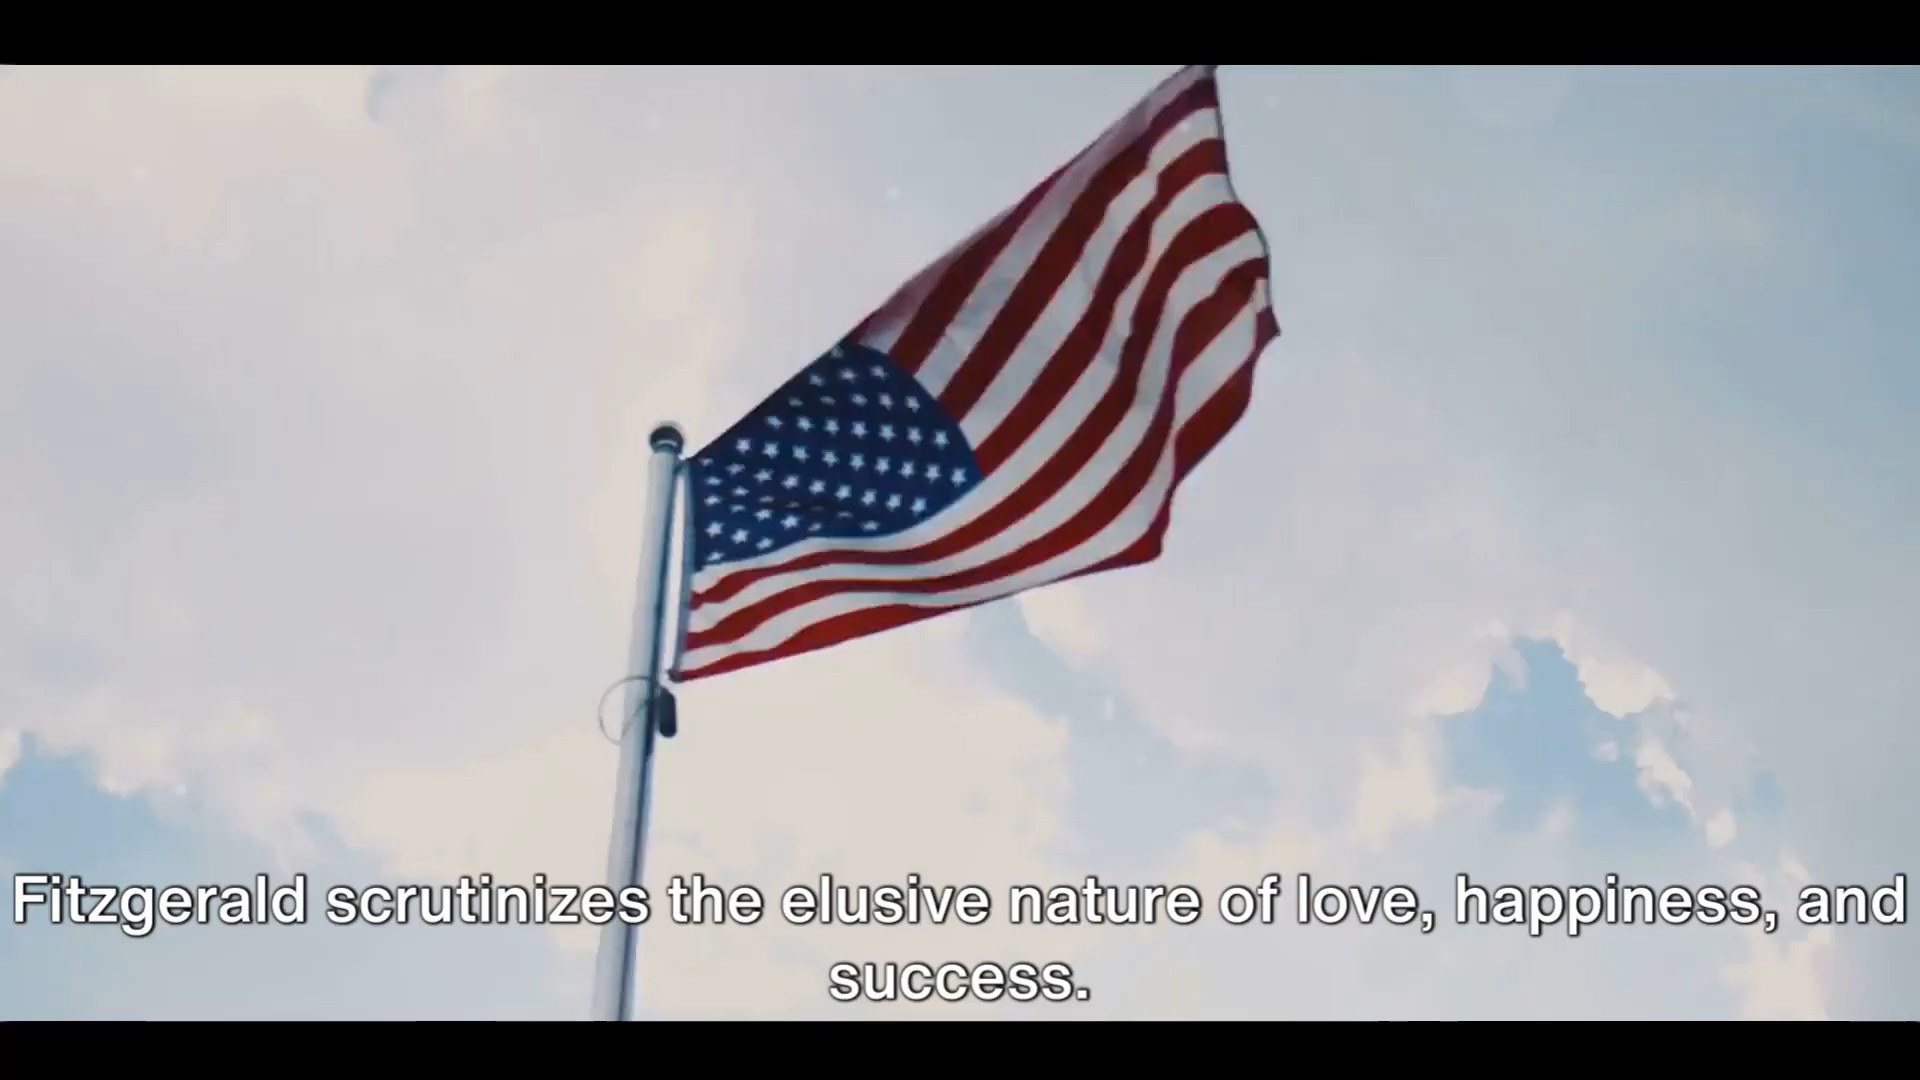 Fitzgerald scrutinizes the elusive nature of love, happiness, and
success.